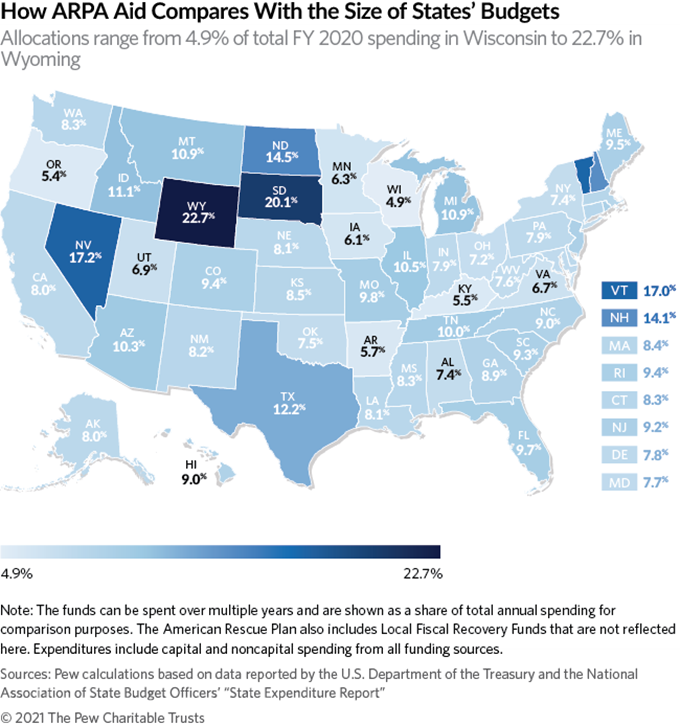 How ARPA Aid Compares With the Size of States’ Budgets
Allocations range from 4.9% of total FY 2020 spending in Wisconsin to 22.7% in
Wyoming
WA
8.3%
OR
5.4%
ID
11.1%
MT
10.9%
ND
14.5%
SD
20.1%
WY
22.7%
MN
6.3%
WI
4.9%
MI
10.9%
ME
9.5%
NY
7.4%
PA
7.9%
NV
17.2%
UT
6.9%
CO
9.4%
NE
8.1%
IA
6.1%
IL
10.5%
IN
7.9%
OH
7.2%
WV
7.6%
VA
6.7%
CA
8.0%
KS
8.5%
MO
9.8%
KY
5.5%
NC
9.0%
AZ
10.3%
NM
8.2%
OK
7.5%
AR
5.7%
TN
10.0%
SC
9.3%
TX
12.2%
LA
8.1%
MS
8.3%
AL
7.4%
GA
8.9%
FL
9.7%
AK
8.0%
HI
9.0%
VT 17.0%
NH 14.1%
MA 8.4%
RI 9.4%
CT 8.3%
NJ 9.2%
DE 7.8%
MD 7.7%
4.9% 22.7%
Note: The funds can be spent over multiple years and are shown as a share of total annual spending for
comparison purposes. The American Rescue Plan also includes Local Fiscal Recovery Funds that are not reflected
here. Expenditures include capital and noncapital spending from all funding sources.
Sources: Pew calculations based on data reported by the U.S. Department of the Treasury and the National
Association of State Budget Officers’ “State Expenditure Report”
© 2021 The Pew Charitable Trusts